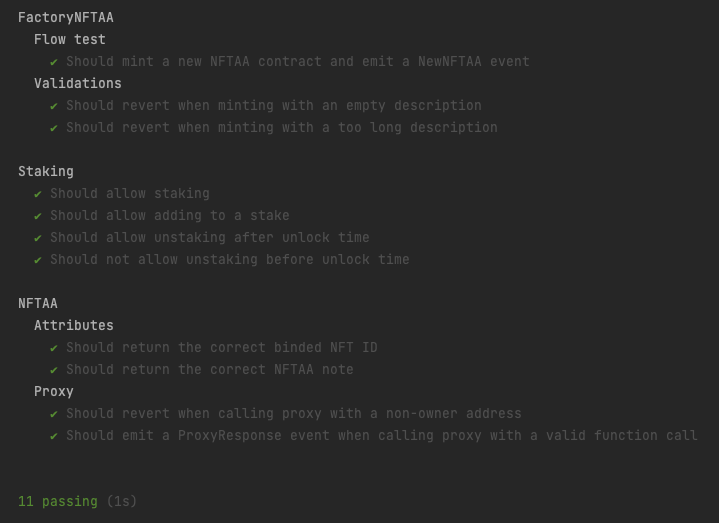 FactoryNFTAA
Flow test
✔ Should mint a new NFTAA contract and emit a NewNFTAA event
Validations
✔ Should revert when minting with an empty description
✔ Should revert when minting with a too long description
Staking
✔ Should allow staking
✔ Should allow adding to a stake
✔ Should allow unstaking after unlock time
✔ Should not allow unstaking before unlock time
NFTAA
Attributes
✔ Should return the correct binded NFT ID
✔ Should return the correct NFTAA note
Proxy
✔ Should revert when calling proxy with a non-owner address
✔ Should emit a ProxyResponse event when calling proxy with a valid function call
11 passing (1s)